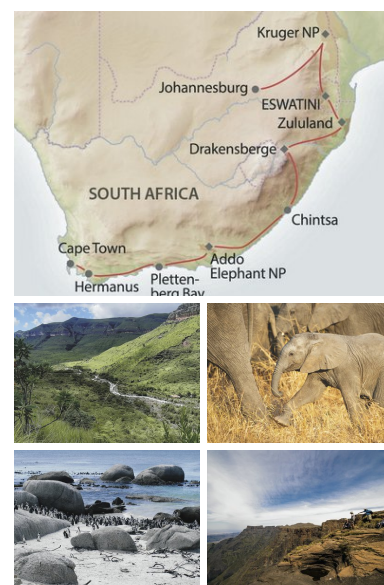 Kruger NP
Johannesburg
ESWATINI
Zululand
Drakensberge
SOUTH AFRICA
Chintsa
Cape Town
Addo
Elephant NP
Hermanus
Pletten-
berg Bay